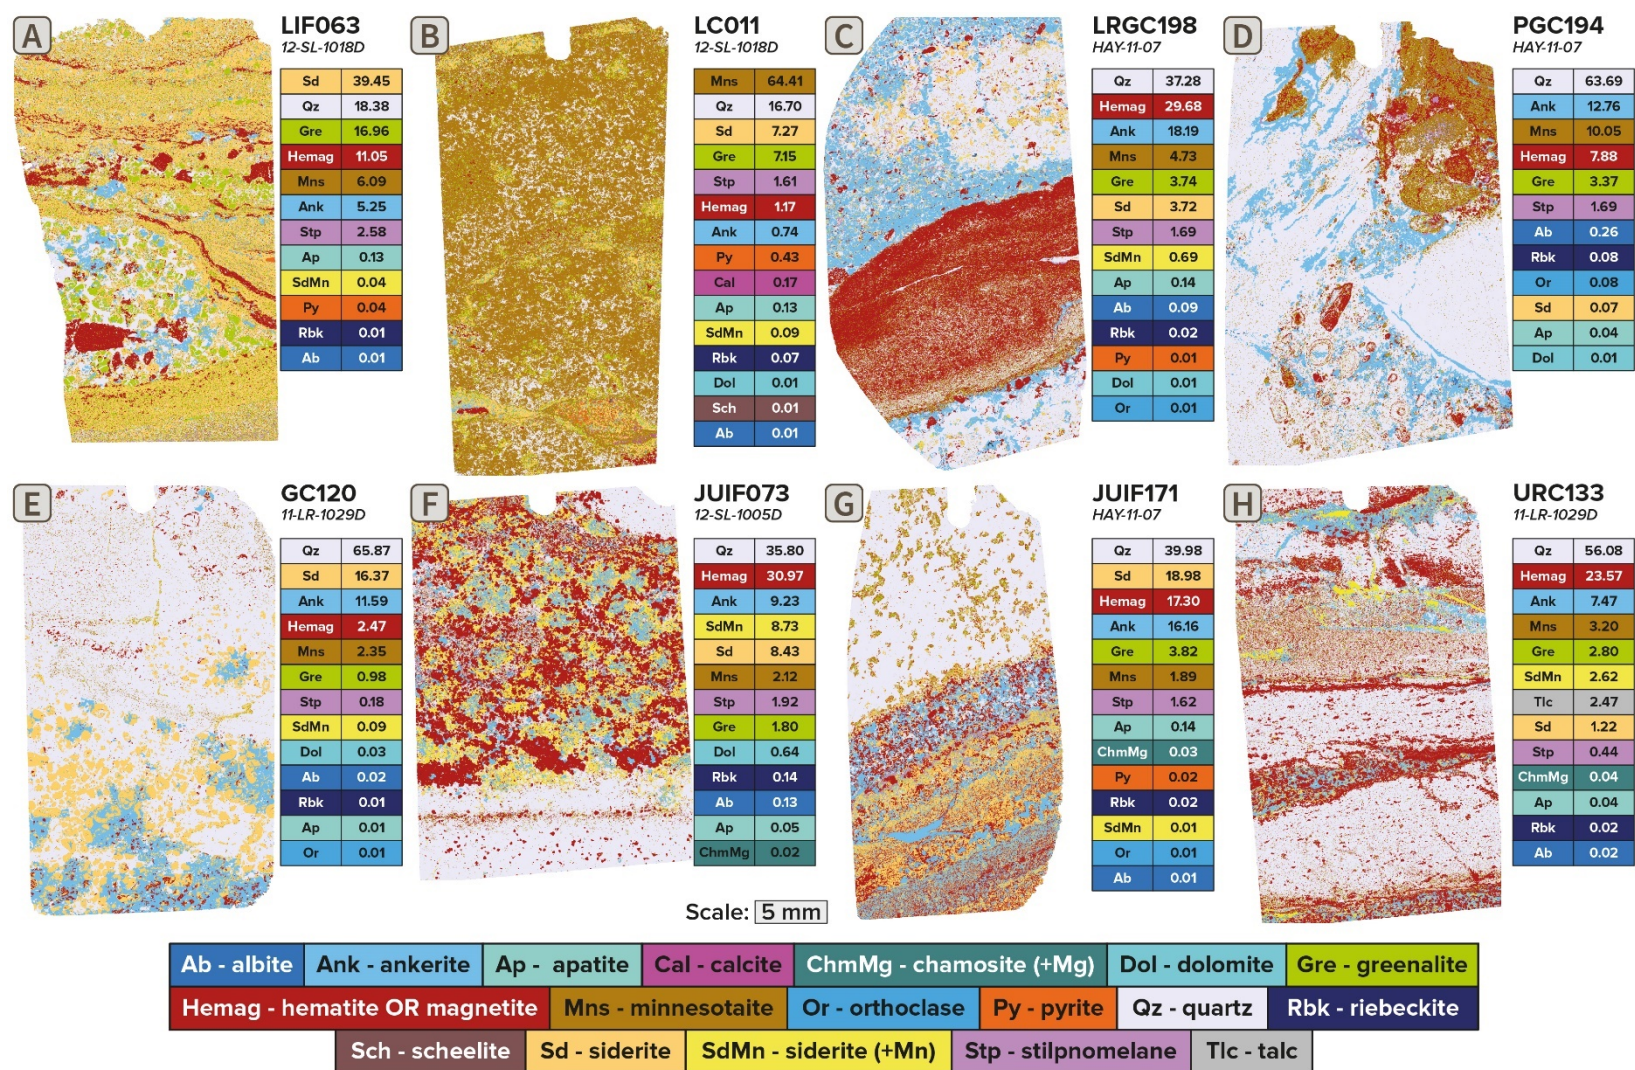 A
LIF063
12-SL-1018D
Sd 39.45
Qz 18.38
Gre 16.96
Hemag 11.05
Mns 6.09
Ank 5.25
Stp 2.58
Ap 0.13
SdMn 0.04
Py 0.04
Rbk 0.01
Ab 0.01
B
LC011
12-SL-1018D
Mns 64.41
Qz 16.70
Sd 7.27
Gre 7.15
Stp 1.61
Hemag 1.17
Ank 0.74
Py 0.43
Cal 0.17
Ap 0.13
SdMn 0.09
Rbk 0.07
Dol 0.01
Sch 0.01
Ab 0.01
C
LRGC198
HAY-11-07
Qz 37.28
Hemag 29.68
Ank 18.19
Mns 4.73
Gre 3.74
Sd 3.72
Stp 1.69
SdMn 0.69
Ap 0.14
Ab 0.09
Rbk 0.02
Py 0.01
Dol 0.01
Or 0.01
D
PGC194
HAY-11-07
Qz 63.69
Ank 12.76
Mns 10.05
Hemag 7.88
Gre 3.37
Stp 1.69
Ab 0.26
Rbk 0.08
Or 0.08
Sd 0.07
Ap 0.04
Dol 0.01
E
GC120
11-LR-1029D
Qz 65.87
Sd 16.37
Ank 11.59
Hemag 2.47
Mns 2.35
Gre 0.98
Stp 0.18
SdMn 0.09
Dol 0.03
Ab 0.02
Rbk 0.01
Ap 0.01
Or 0.01
F
JUIF073
12-SL-1005D
Qz 35.80
Hemag 30.97
Ank 9.23
SdMn 8.73
Sd 8.43
Mns 2.12
Stp 1.92
Gre 1.80
Dol 0.64
Rbk 0.14
Ab 0.13
Ap 0.05
ChmMg 0.02
G
JUIF171
HAY-11-07
Qz 39.98
Sd 18.98
Hemag 17.30
Ank 16.16
Gre 3.82
Mns 1.89
Stp 1.62
Ap 0.14
ChmMg 0.03
Py 0.02
Rbk 0.02
SdMn 0.01
Or 0.01
Ab 0.01
H
URC133
11-LR-1029D
Qz 56.08
Hemag 23.57
Ank 7.47
Mns 3.20
Gre 2.80
SdMn 2.62
Tlc 2.47
Sd 1.22
Stp 0.44
ChmMg 0.04
Ap 0.04
Rbk 0.02
Ab 0.02
Scale: 5 mm
Ab - albite Ank - ankerite Ap - apatite Cal - calcite ChmMg - chamosite (+Mg) Dol - dolomite Gre - greenalite
Hemag - hematite OR magnetite Mns - minnesotaite Or - orthoclase Py - pyrite Qz - quartz Rbk - riebeckite
Sch - scheelite Sd - siderite SdMn - siderite (+Mn) Stp - stilpnomelane Tlc - talc